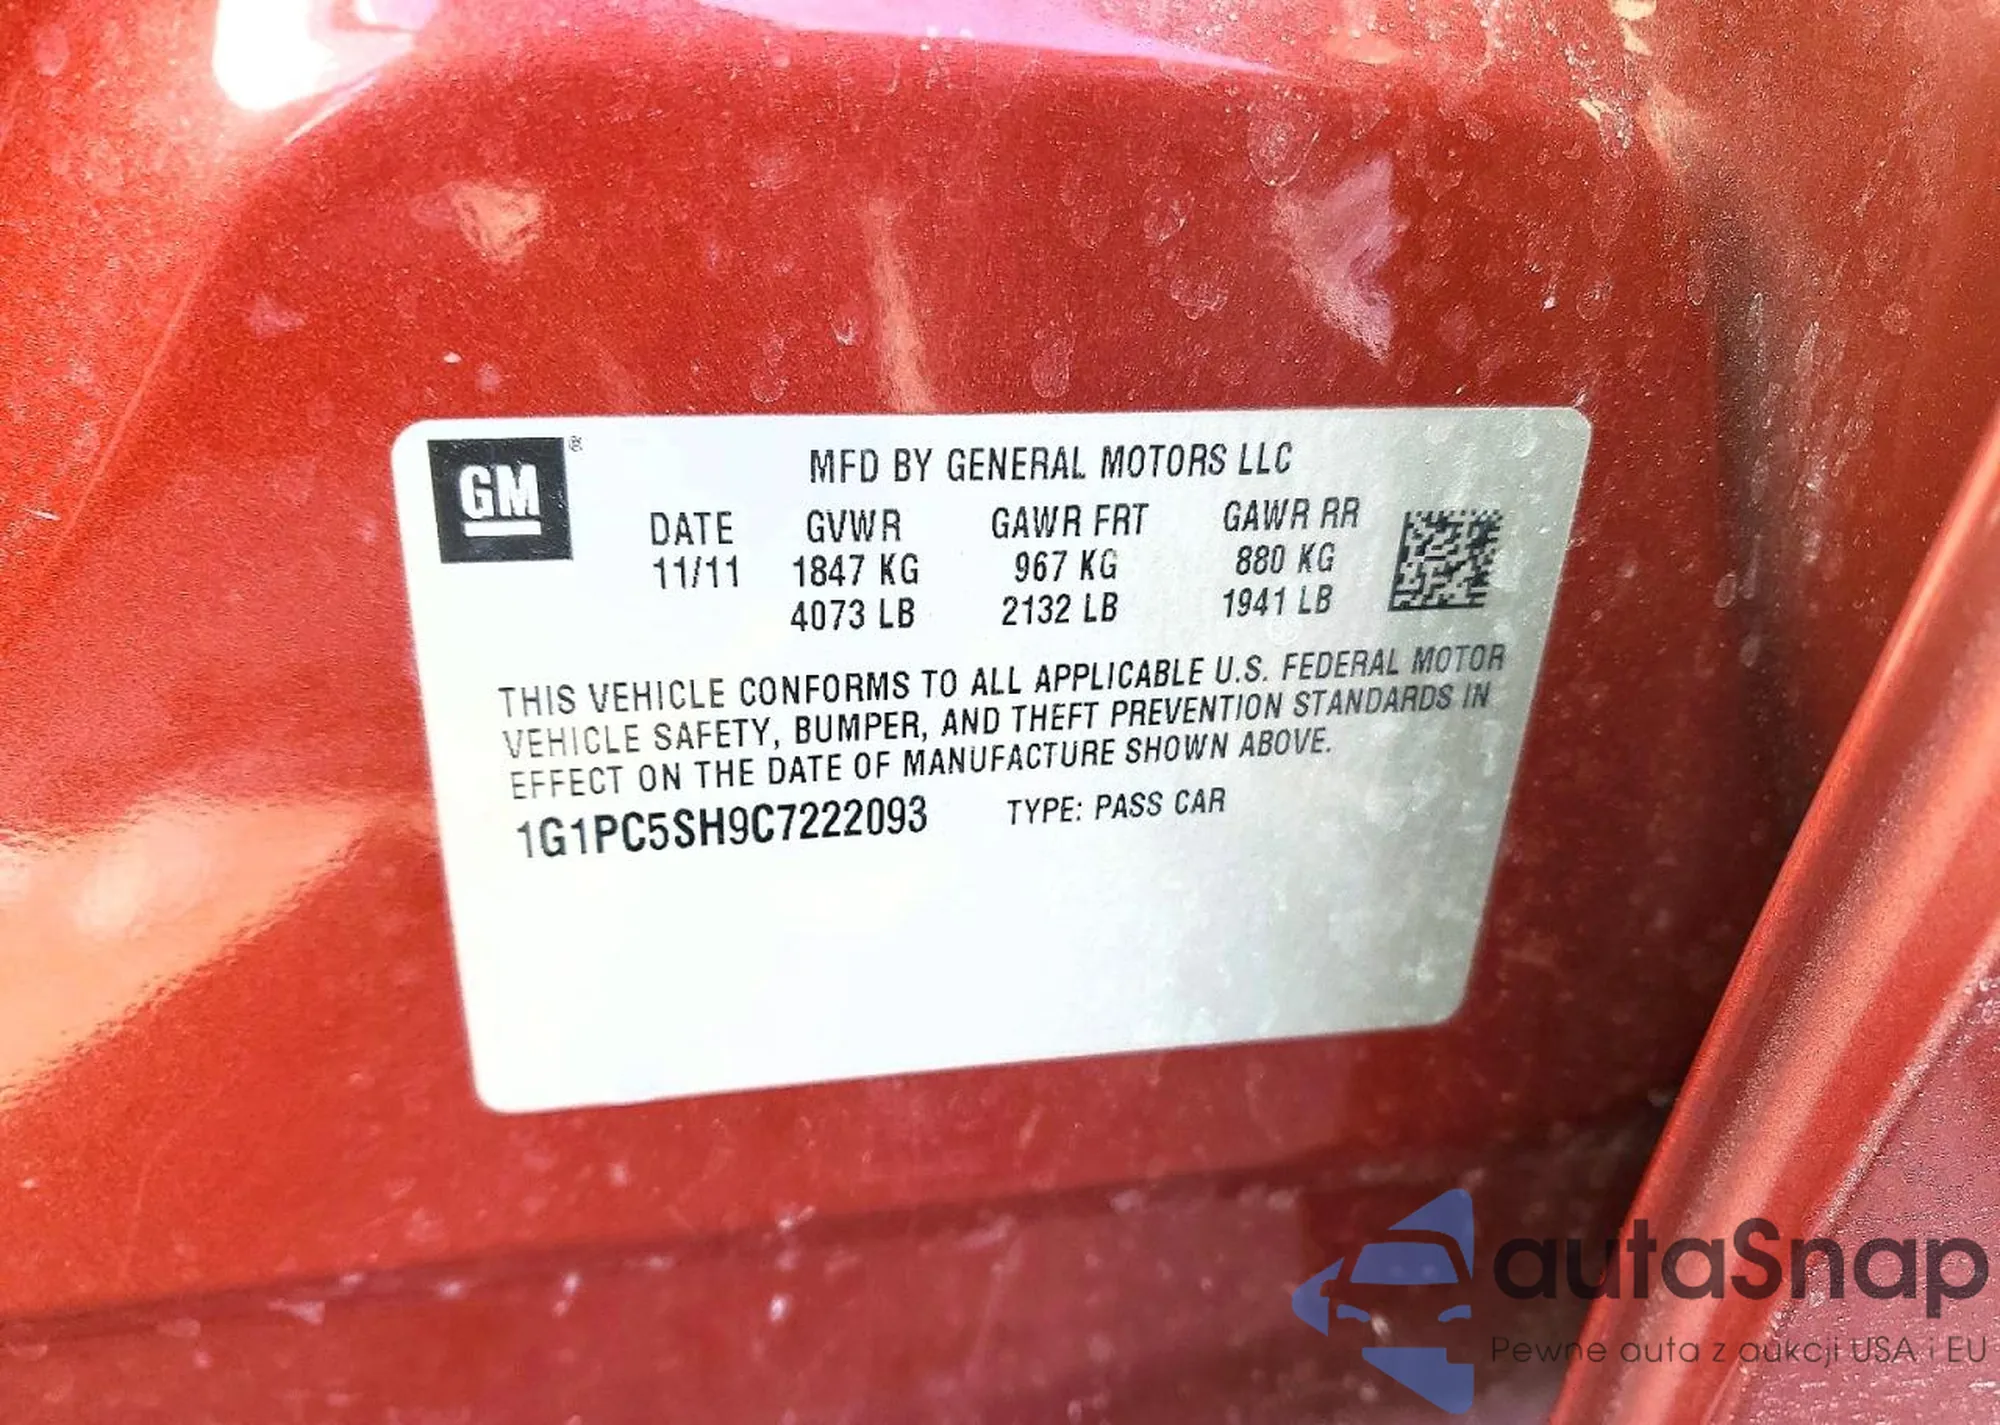 GM ®
MFD BY GENERAL MOTORS LLC
DATE GVWR GAWR FRT GAWR RR
11/11 1847 KG 967 KG 880 KG
4073 LB 2132 LB 1941 LB
THIS VEHICLE CONFORMS TO ALL APPLICABLE U.S. FEDERAL MOTOR
VEHICLE SAFETY, BUMPER, AND THEFT PREVENTION STANDARDS IN
EFFECT ON THE DATE OF MANUFACTURE SHOWN ABOVE.
1G1PC5SH9C7222093 TYPE: PASS CAR
autaSnap
Pewne auta z aukcji USA i EU